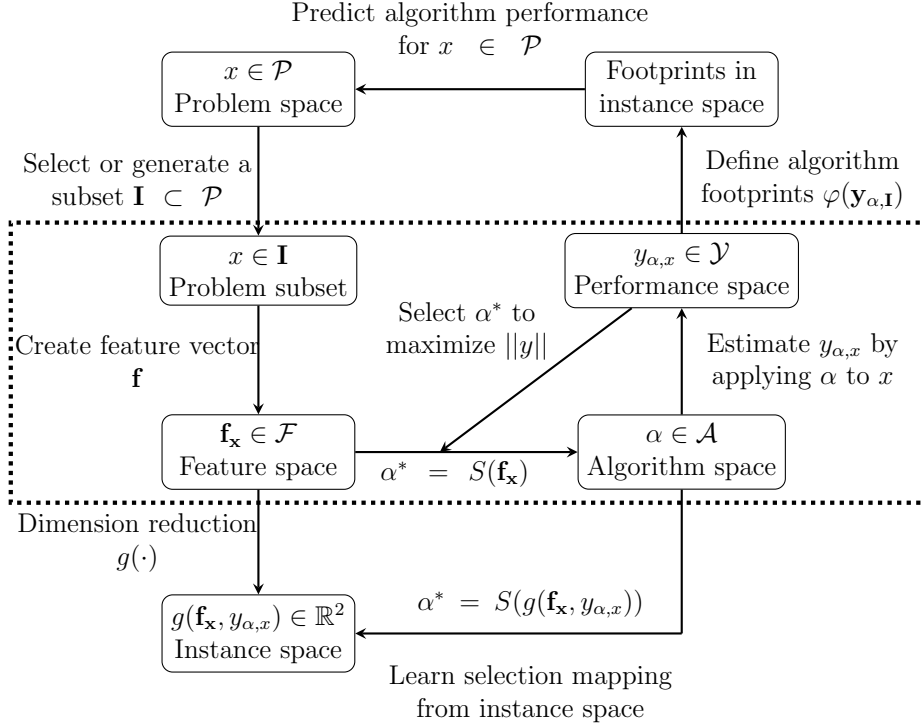 Predict algorithm performance
for x ∈ 𝒫
x ∈ 𝒫
Problem space
Footprints in
instance space
Select or generate a
subset I ⊂ 𝒫
Define algorithm
footprints φ(y_{α,I})
x ∈ I
Problem subset
y_{α,x} ∈ 𝒴
Performance space
Select α* to
maximize ||y||
Create feature vector
f
Estimate y_{α,x} by
applying α to x
f_x ∈ ℱ
Feature space
α* = S(f_x)
α ∈ 𝒜
Algorithm space
Dimension reduction
g(·)
g(f_x, y_{α,x}) ∈ ℝ²
Instance space
α* = S(g(f_x, y_{α,x}))
Learn selection mapping
from instance space